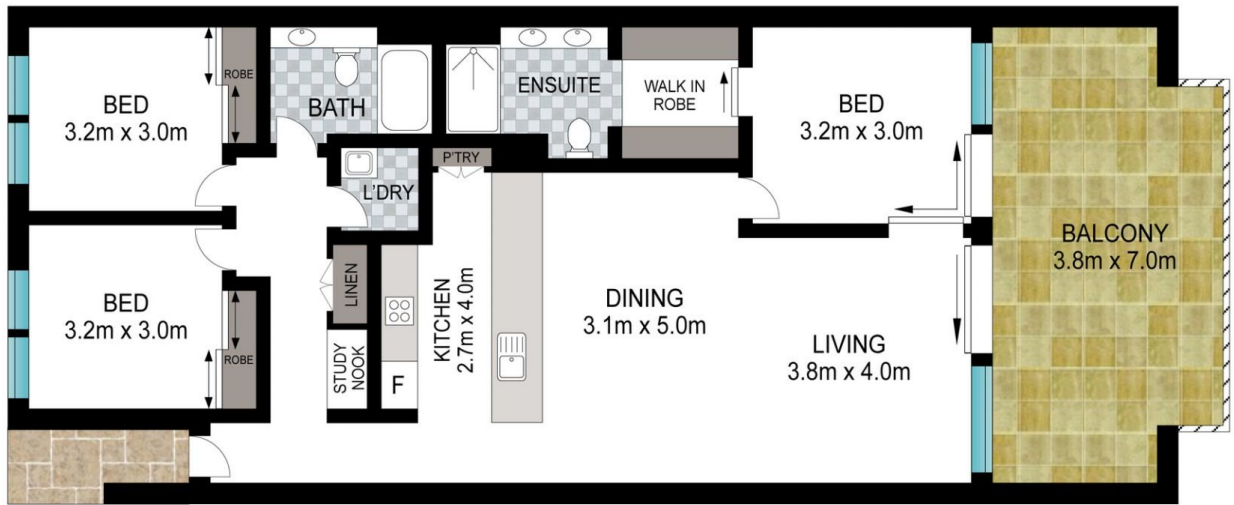 BED
3.2m x 3.0m
ROBE
BATH
ENSUITE
WALK IN
ROBE
BED
3.2m x 3.0m
P'TRY
L'DRY
BALCONY
3.8m x 7.0m
BED
3.2m x 3.0m
ROBE
LINEN
STUDY
NOOK
F
KITCHEN
2.7m x 4.0m
DINING
3.1m x 5.0m
LIVING
3.8m x 4.0m